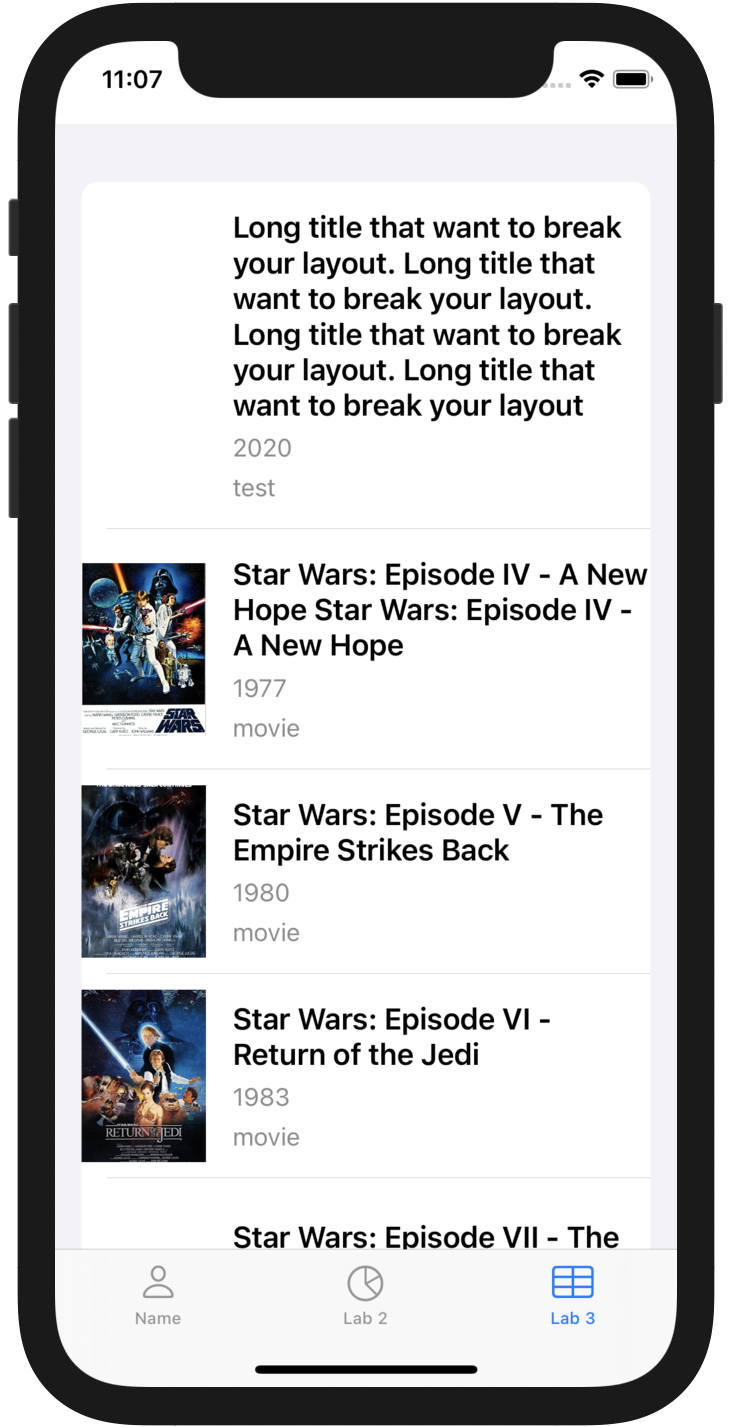 11:07
Long title that want to break
your layout. Long title that
want to break your layout.
Long title that want to break
your layout. Long title that
want to break your layout
2020
test
Star Wars: Episode IV - A New
Hope Star Wars: Episode IV -
A New Hope
1977
movie
STAR
WARS
Star Wars: Episode V - The
Empire Strikes Back
1980
movie
EMPIRE
STRIKES BACK
Star Wars: Episode VI -
Return of the Jedi
1983
movie
RETURN OF THE JEDI
Star Wars: Episode VII - The
Name
Lab 2
Lab 3